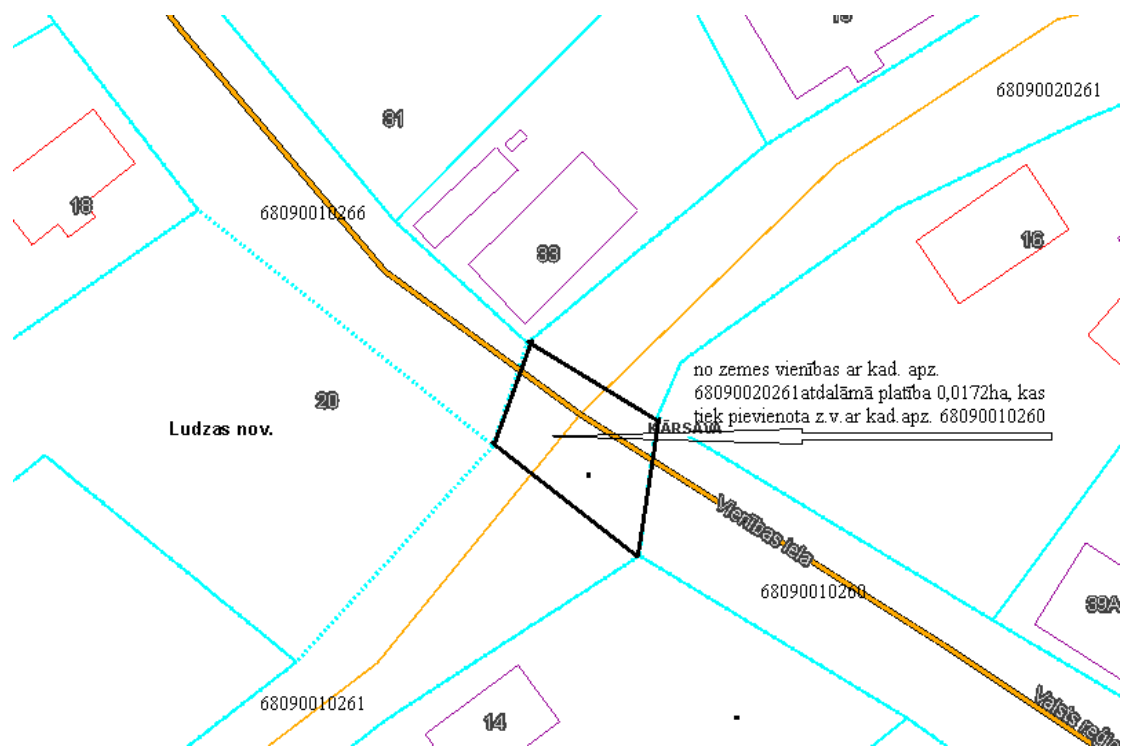 68090020261
31
18
68090010266
33
16
no zemes vienības ar kad. apz.
68090020261atdalāmā platība 0,0172ha, kas
tiek pievienota z.v.ar kad.apz. 68090010260
20
Ludzas nov.
KĀRSAVA
Vienības iela
68090010260
39A
68090010261
14
Valsts